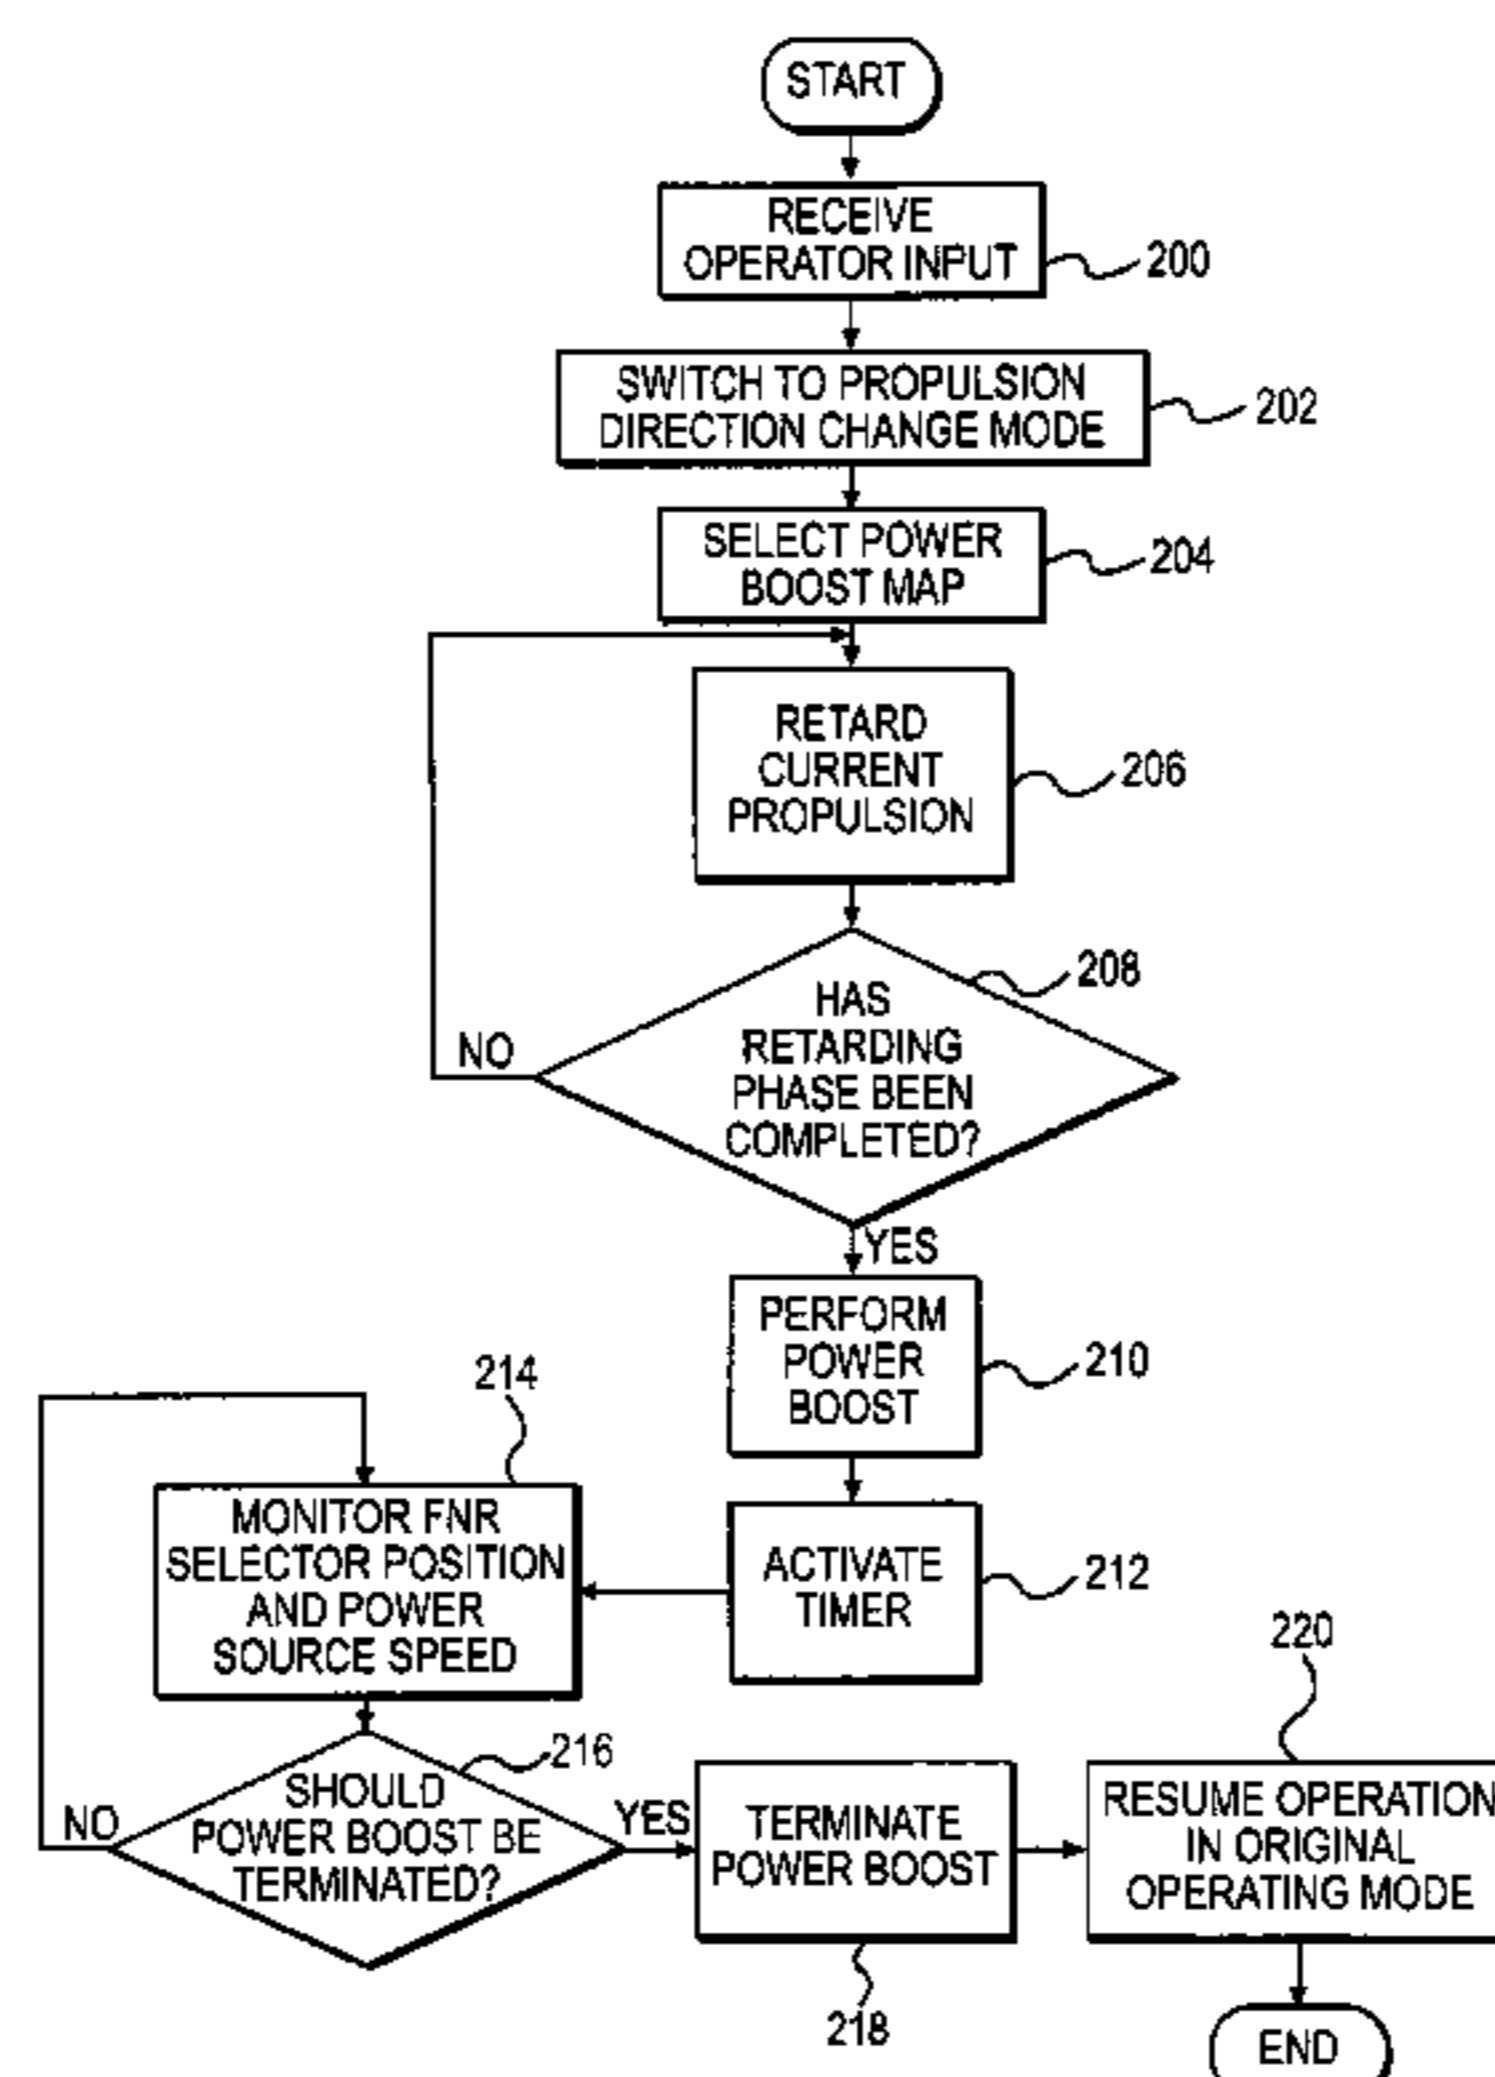 START
RECEIVE
OPERATOR INPUT
200
SWITCH TO PROPULSION
DIRECTION CHANGE MODE
202
SELECT POWER
BOOST MAP
204
RETARD
CURRENT
PROPULSION
206
HAS
RETARDING
PHASE BEEN
COMPLETED?
208
NO
YES
PERFORM
POWER
BOOST
210
ACTIVATE
TIMER
212
214
MONITOR FNR
SELECTOR POSITION
AND POWER
SOURCE SPEED
216
SHOULD
POWER BOOST BE
TERMINATED?
NO
YES
TERMINATE
POWER BOOST
218
220
RESUME OPERATION
IN ORIGINAL
OPERATING MODE
END